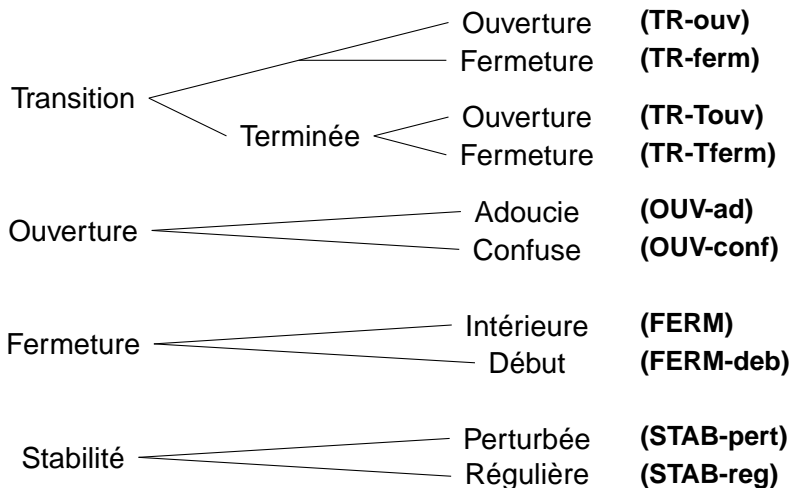 Ouverture (TR-ouv)
Fermeture (TR-ferm)
Transition
Terminée
Ouverture (TR-Touv)
Fermeture (TR-Tferm)
Ouverture
Adoucie (OUV-ad)
Confuse (OUV-conf)
Fermeture
Intérieure (FERM)
Début (FERM-deb)
Stabilité
Perturbée (STAB-pert)
Régulière (STAB-reg)